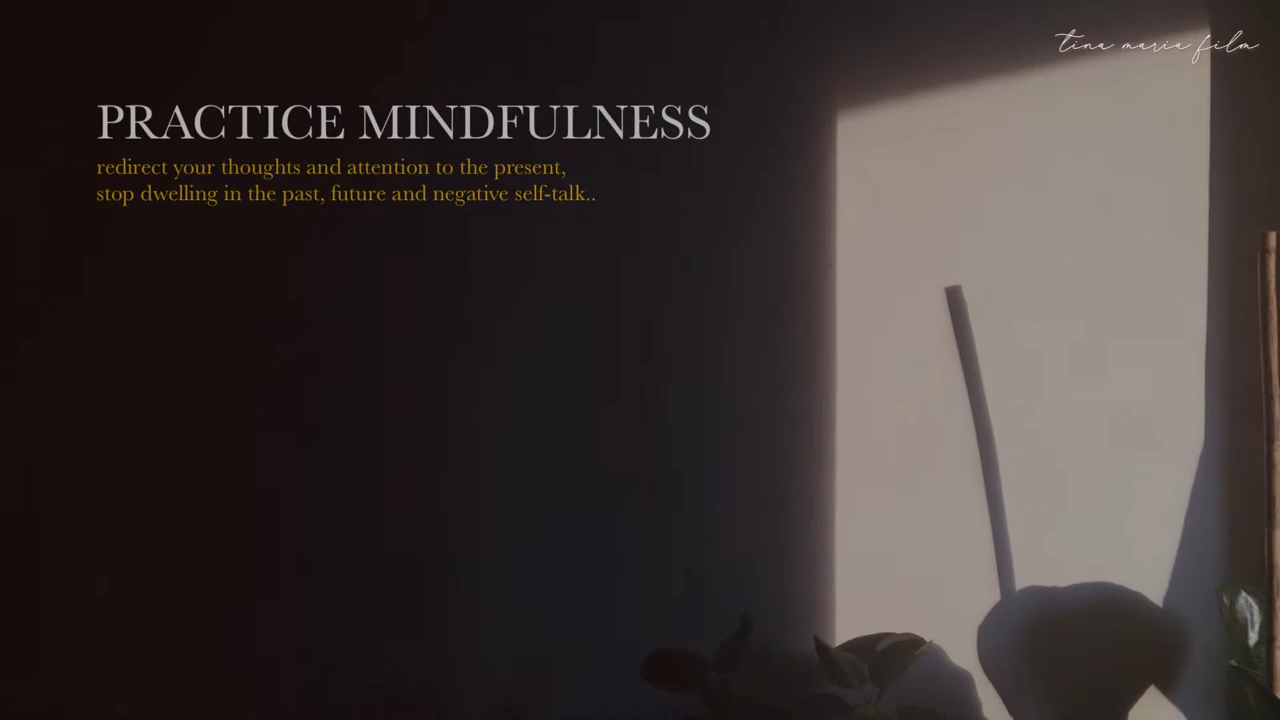 tina maria film
PRACTICE MINDFULNESS
redirect your thoughts and attention to the present,
stop dwelling in the past, future and negative self-talk..